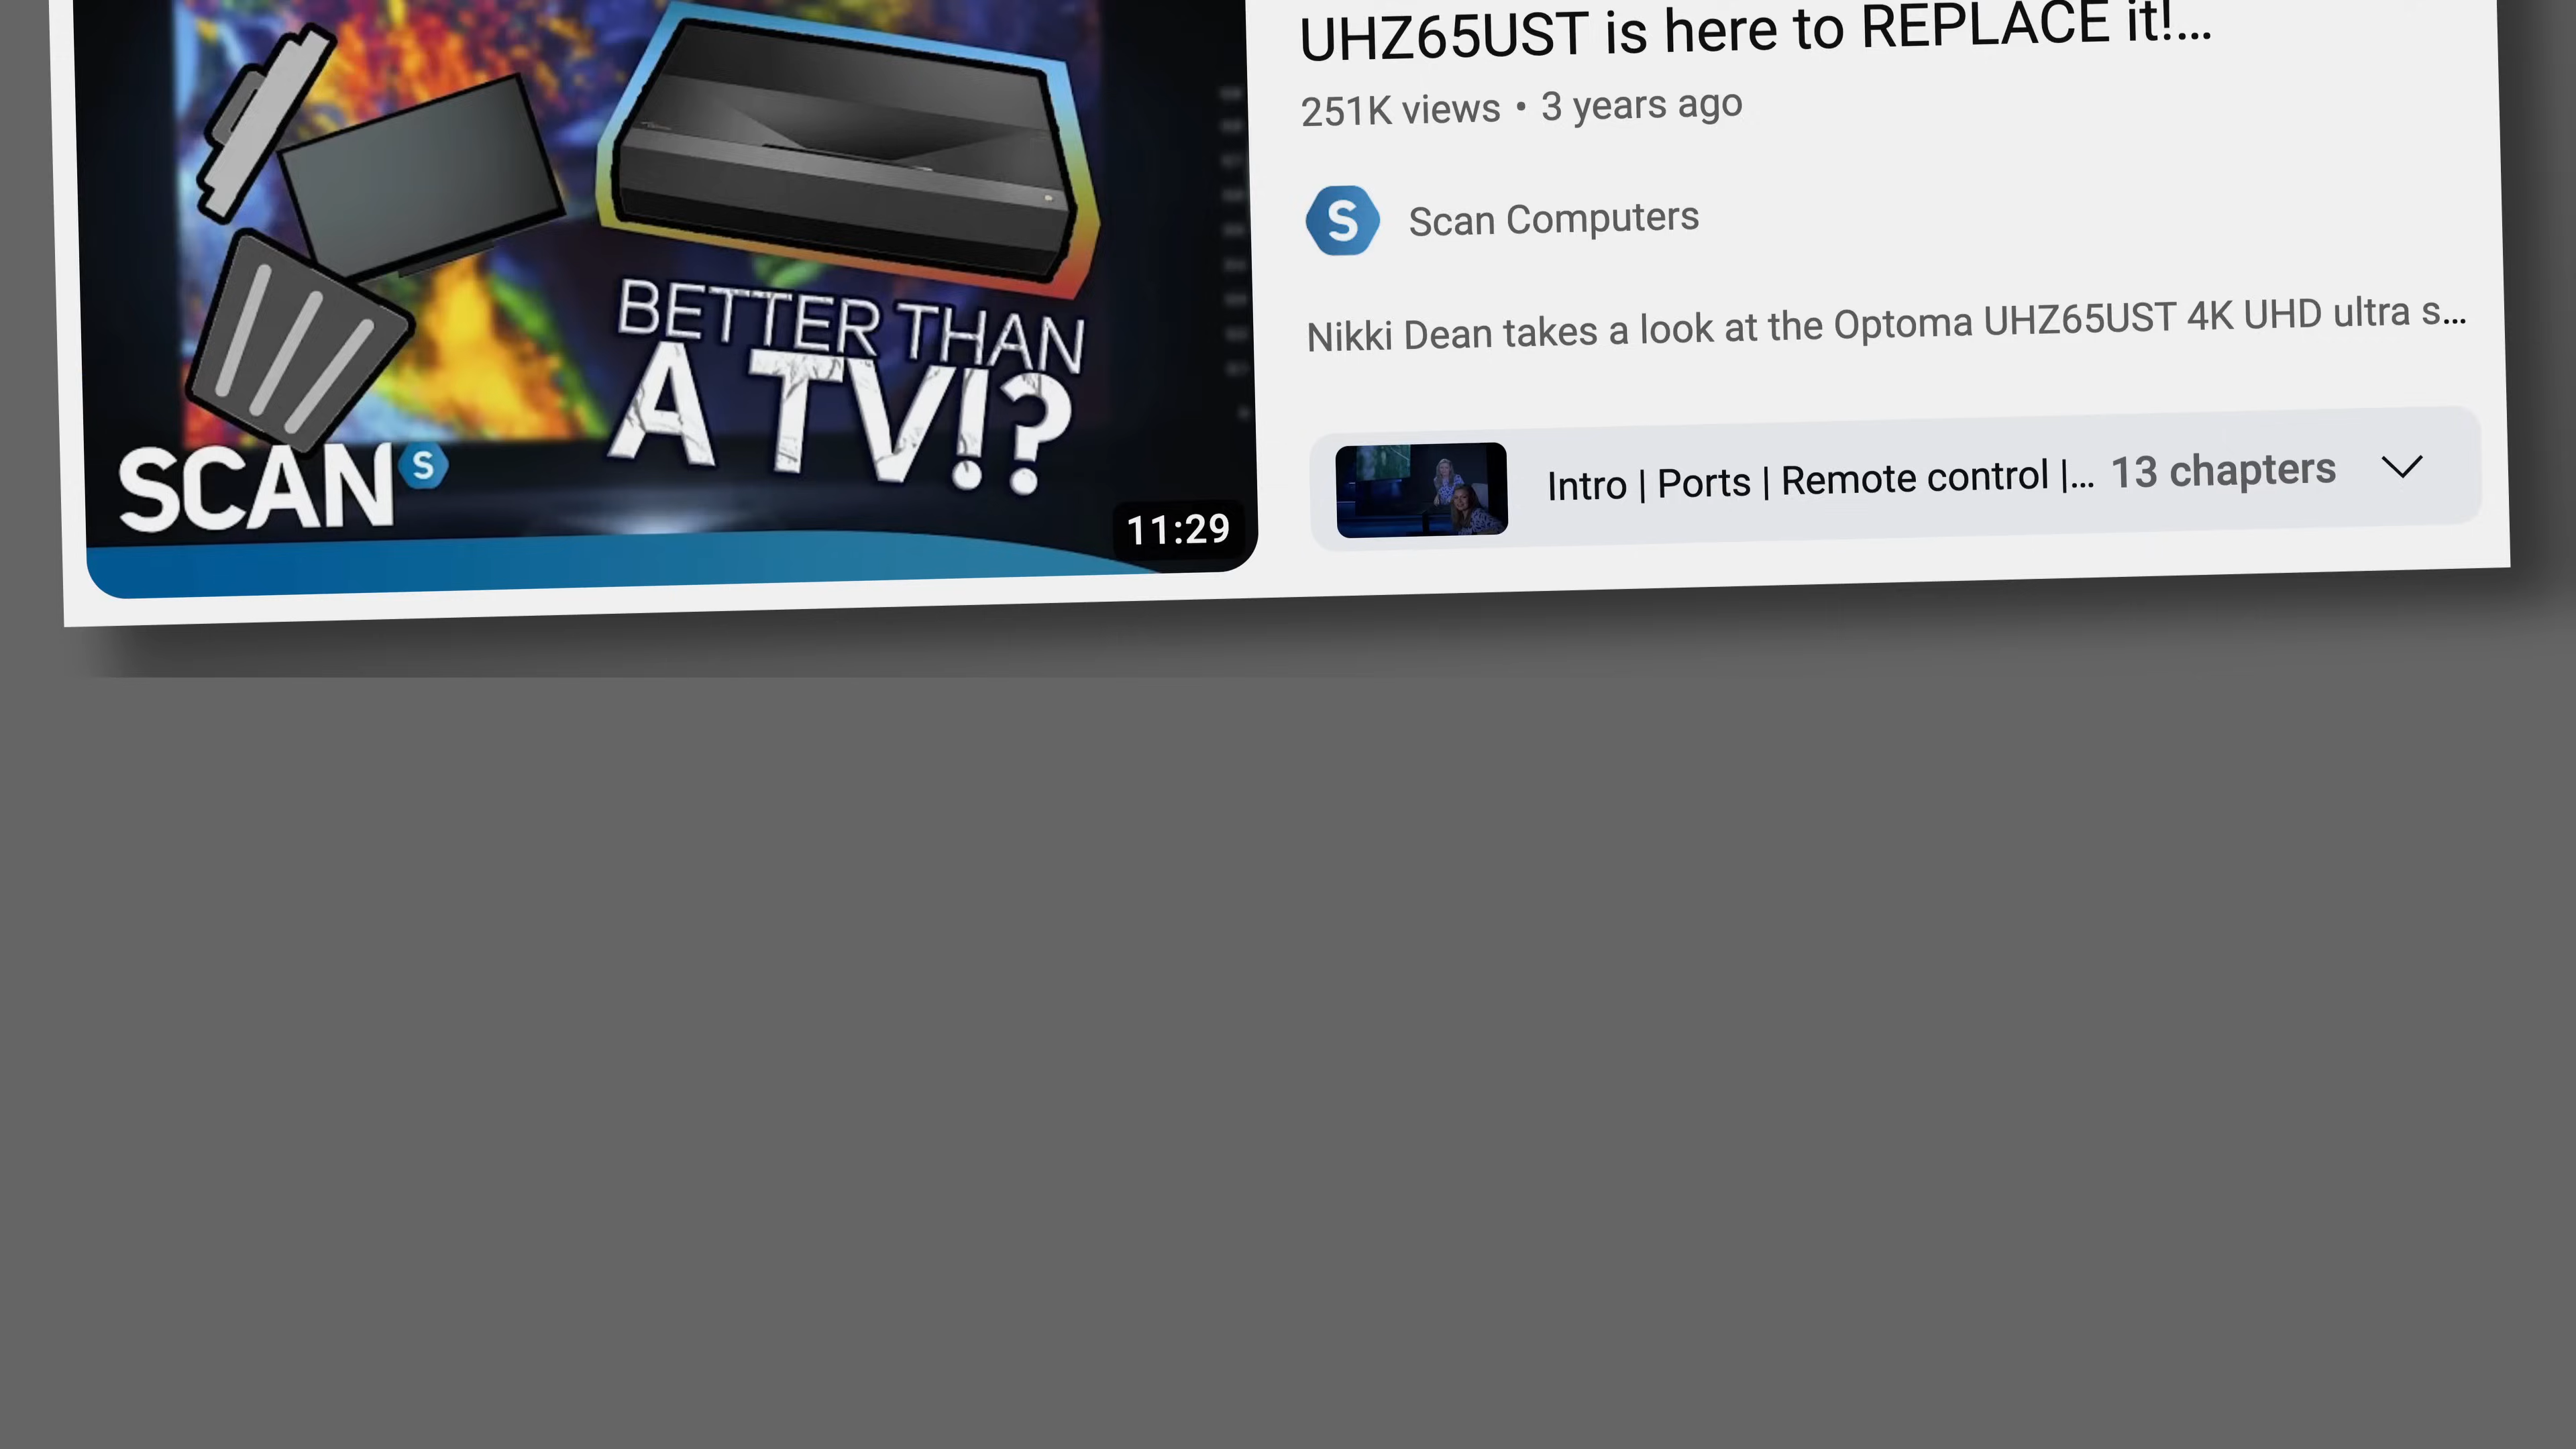 UHZ65UST is here to REPLACE it!...
251K views • 3 years ago
S
Scan Computers
Nikki Dean takes a look at the Optoma UHZ65UST 4K UHD ultra s...
Intro | Ports | Remote control |... 13 chapters
BETTER THAN
A TV!?
SCAN S
11:29